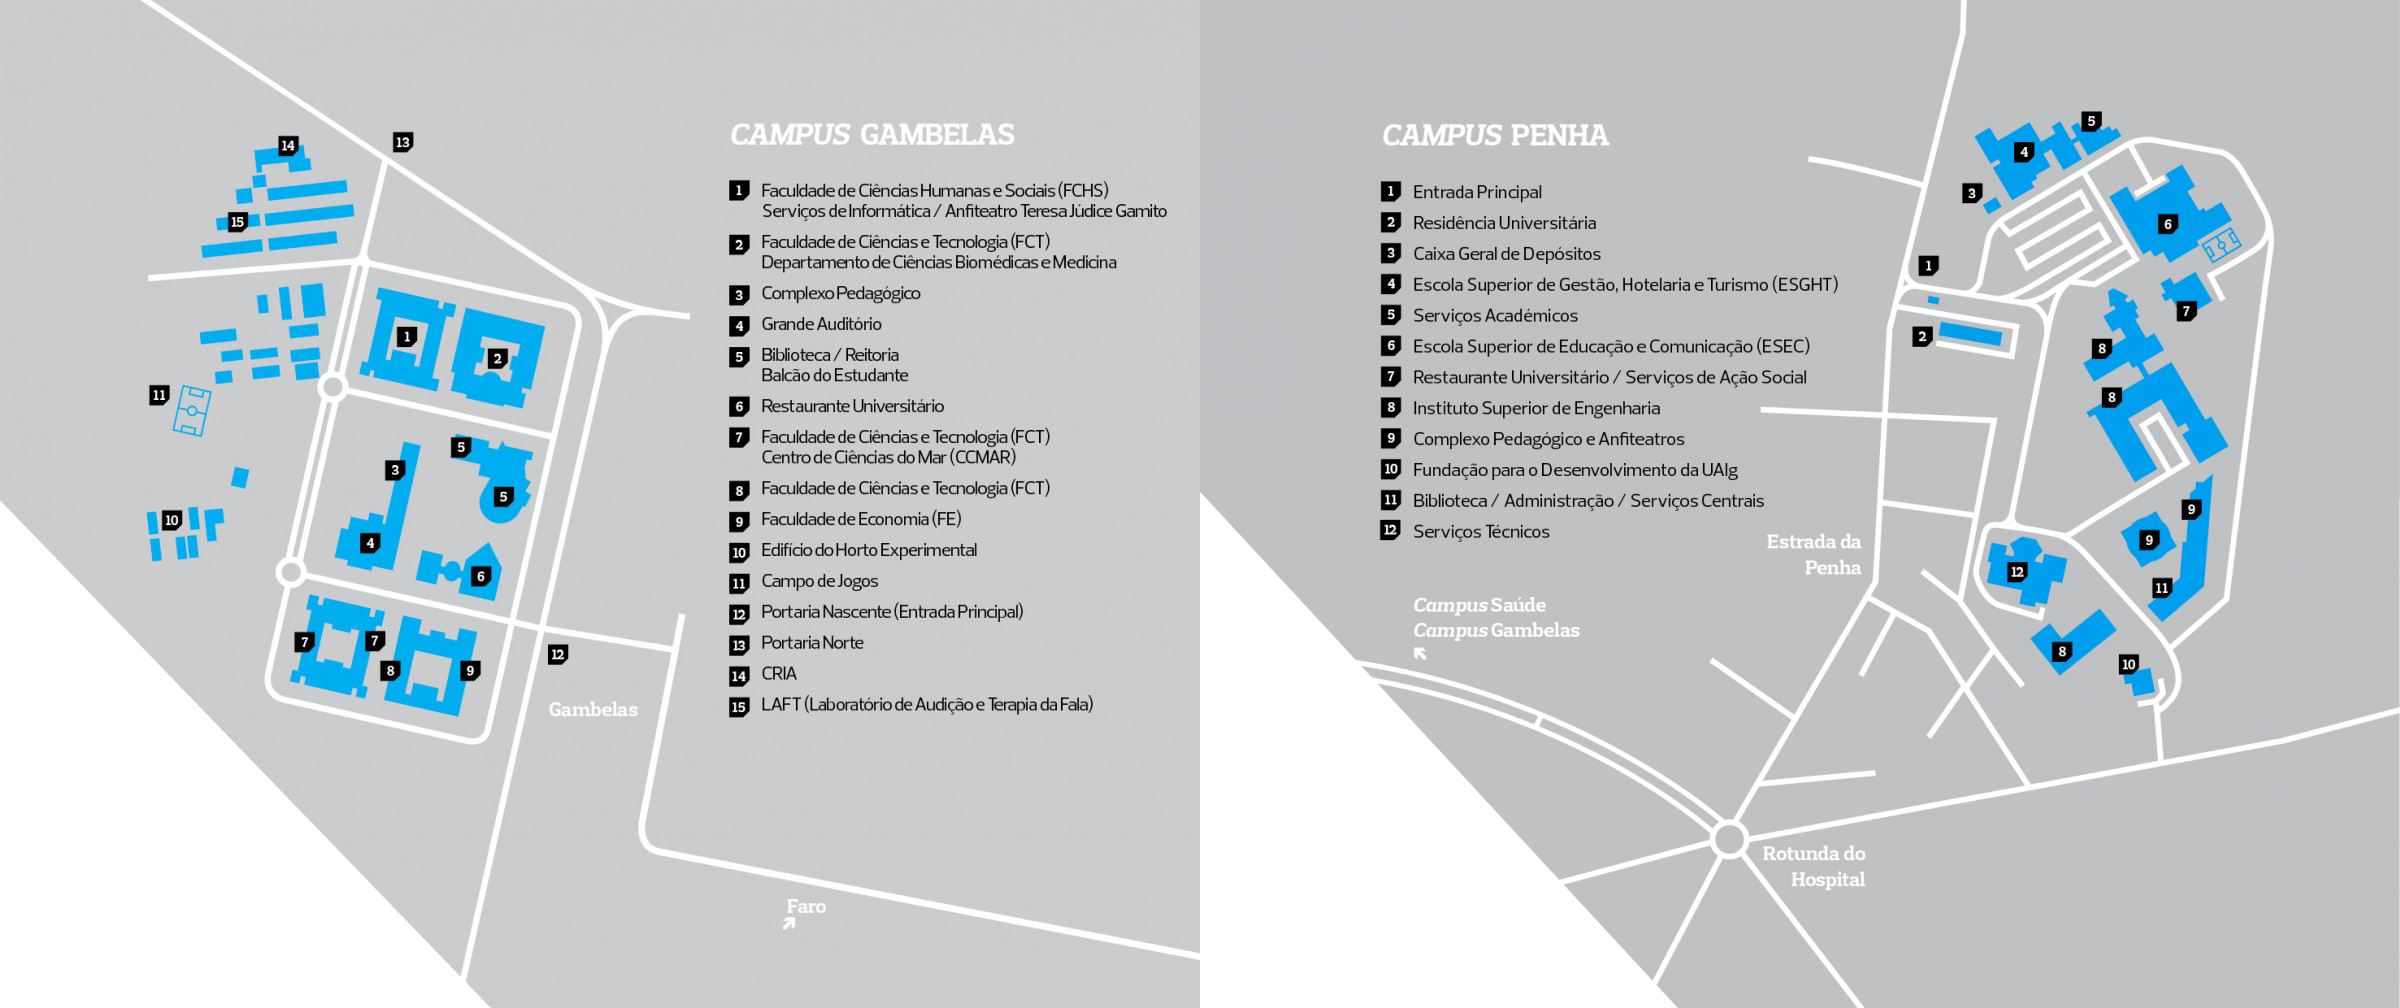 CAMPUS GAMBELAS
1 Faculdade de Ciências Humanas e Sociais (FCHS)
Serviços de Informática / Anfiteatro Teresa Júdice Gamito
2 Faculdade de Ciências e Tecnologia (FCT)
Departamento de Ciências Biomédicas e Medicina
3 Complexo Pedagógico
4 Grande Auditório
5 Biblioteca / Reitoria
Balcão do Estudante
6 Restaurante Universitário
7 Faculdade de Ciências e Tecnologia (FCT)
Centro de Ciências do Mar (CCMAR)
8 Faculdade de Ciências e Tecnologia (FCT)
9 Faculdade de Economia (FE)
10 Edifício do Horto Experimental
11 Campo de Jogos
12 Portaria Nascente (Entrada Principal)
13 Portaria Norte
14 CRIA
15 LAFT (Laboratório de Audição e Terapia da Fala)
13
14
15
1
2
11
5
3
5
10
4
6
7
7
8
9
12
Gambelas
Faro
CAMPUS PENHA
1 Entrada Principal
2 Residência Universitária
3 Caixa Geral de Depósitos
4 Escola Superior de Gestão, Hotelaria e Turismo (ESGHT)
5 Serviços Académicos
6 Escola Superior de Educação e Comunicação (ESEC)
7 Restaurante Universitário / Serviços de Ação Social
8 Instituto Superior de Engenharia
9 Complexo Pedagógico e Anfiteatros
10 Fundação para o Desenvolvimento da UAlg
11 Biblioteca / Administração / Serviços Centrais
12 Serviços Técnicos
5
4
3
6
1
7
2
8
8
9
9
12
11
8
10
Estrada da
Penha
Campus Saúde
Campus Gambelas
Rotunda do
Hospital